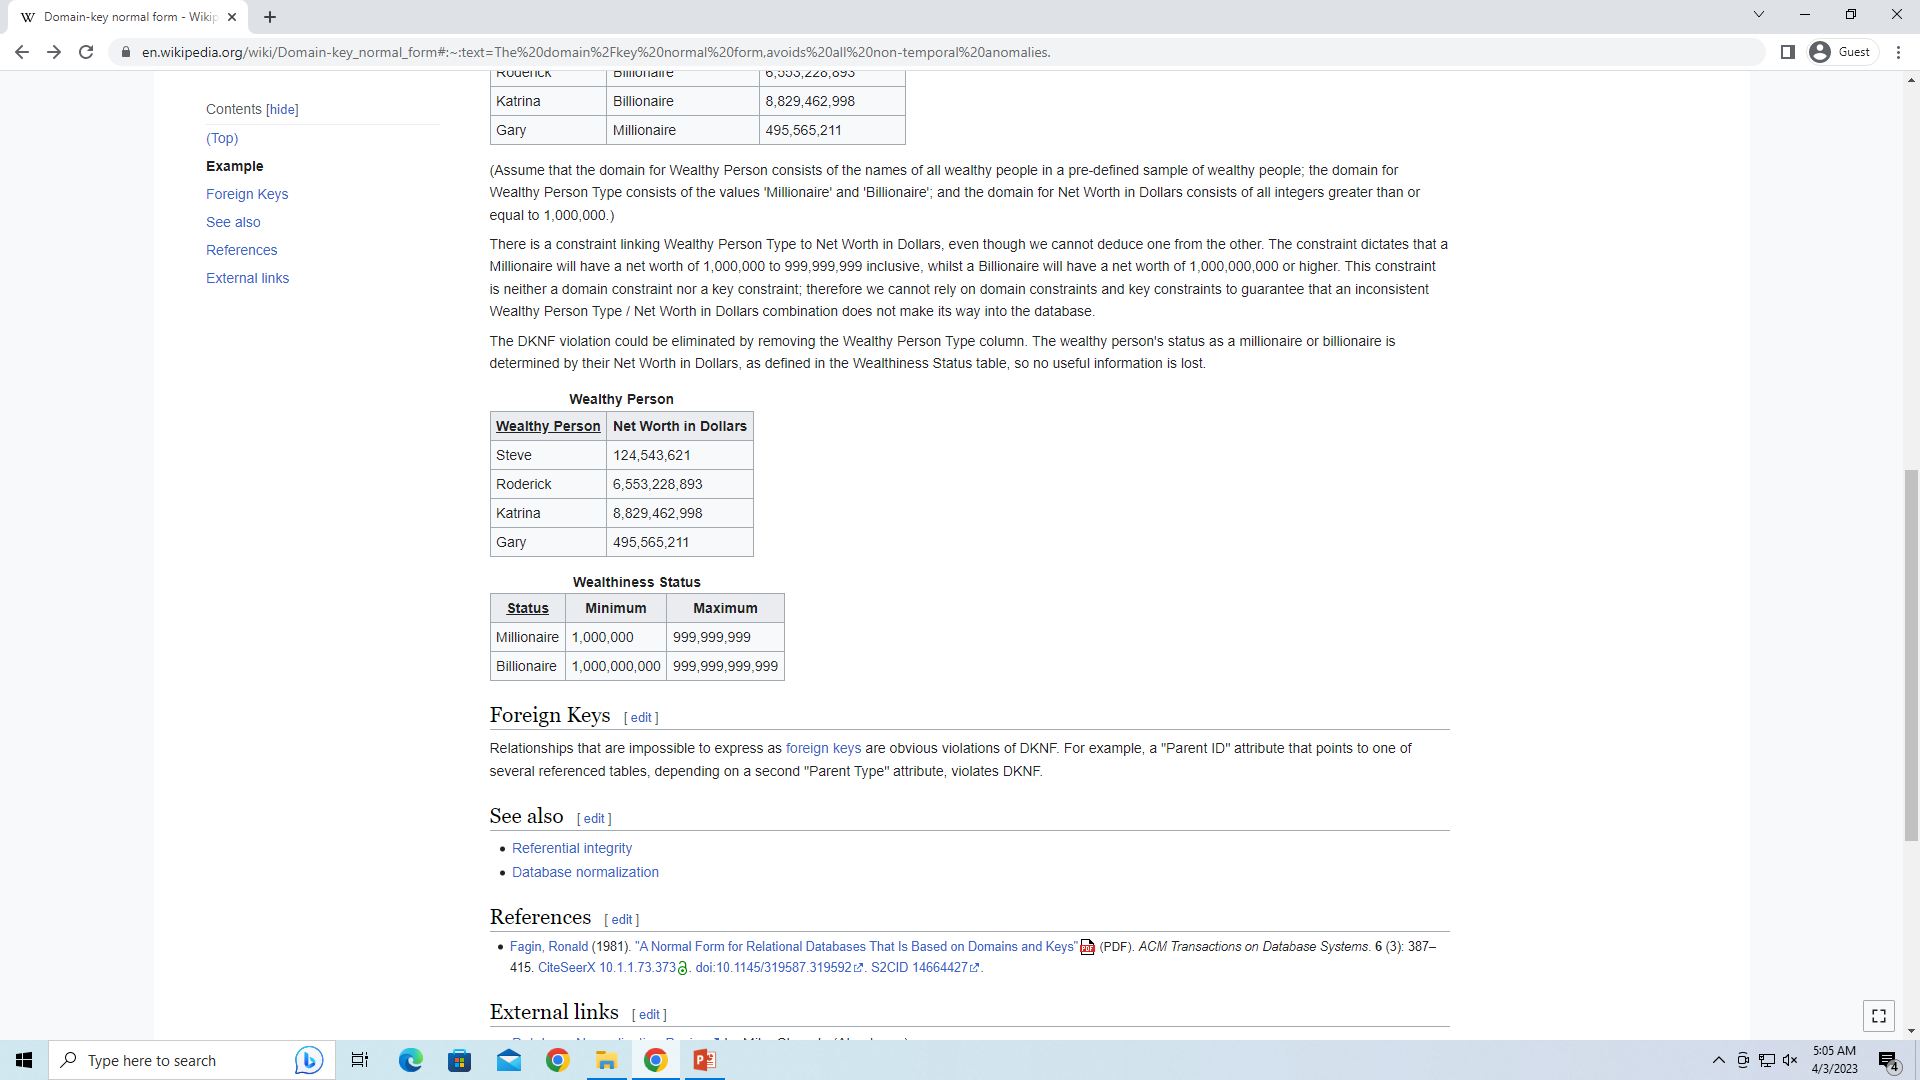 Domain-key normal form - Wikip
en.wikipedia.org/wiki/Domain-key_normal_form#:~:text=The%20domain%2Fkey%20normal%20form,avoids%20all%20non-temporal%20anomalies.
Guest
Contents [hide]
(Top)
Example
Foreign Keys
See also
References
External links
Roderick Billionaire 6,553,228,893
Katrina Billionaire 8,829,462,998
Gary Millionaire 495,565,211
(Assume that the domain for Wealthy Person consists of the names of all wealthy people in a pre-defined sample of wealthy people; the domain for
Wealthy Person Type consists of the values 'Millionaire' and 'Billionaire'; and the domain for Net Worth in Dollars consists of all integers greater than or
equal to 1,000,000.)
There is a constraint linking Wealthy Person Type to Net Worth in Dollars, even though we cannot deduce one from the other. The constraint dictates that a
Millionaire will have a net worth of 1,000,000 to 999,999,999 inclusive, whilst a Billionaire will have a net worth of 1,000,000,000 or higher. This constraint
is neither a domain constraint nor a key constraint; therefore we cannot rely on domain constraints and key constraints to guarantee that an inconsistent
Wealthy Person Type / Net Worth in Dollars combination does not make its way into the database.
The DKNF violation could be eliminated by removing the Wealthy Person Type column. The wealthy person's status as a millionaire or billionaire is
determined by their Net Worth in Dollars, as defined in the Wealthiness Status table, so no useful information is lost.
Wealthy Person
Wealthy Person Net Worth in Dollars
Steve 124,543,621
Roderick 6,553,228,893
Katrina 8,829,462,998
Gary 495,565,211
Wealthiness Status
Status Minimum Maximum
Millionaire 1,000,000 999,999,999
Billionaire 1,000,000,000 999,999,999,999
Foreign Keys [ edit ]
Relationships that are impossible to express as foreign keys are obvious violations of DKNF. For example, a "Parent ID" attribute that points to one of
several referenced tables, depending on a second "Parent Type" attribute, violates DKNF.
See also [ edit ]
• Referential integrity
• Database normalization
References [ edit ]
• Fagin, Ronald (1981). "A Normal Form for Relational Databases That Is Based on Domains and Keys" (PDF). ACM Transactions on Database Systems. 6 (3): 387–
415. CiteSeerX 10.1.1.73.373. doi:10.1145/319587.319592. S2CID 14664427.
External links [ edit ]
Type here to search
5:05 AM
4/3/2023
4